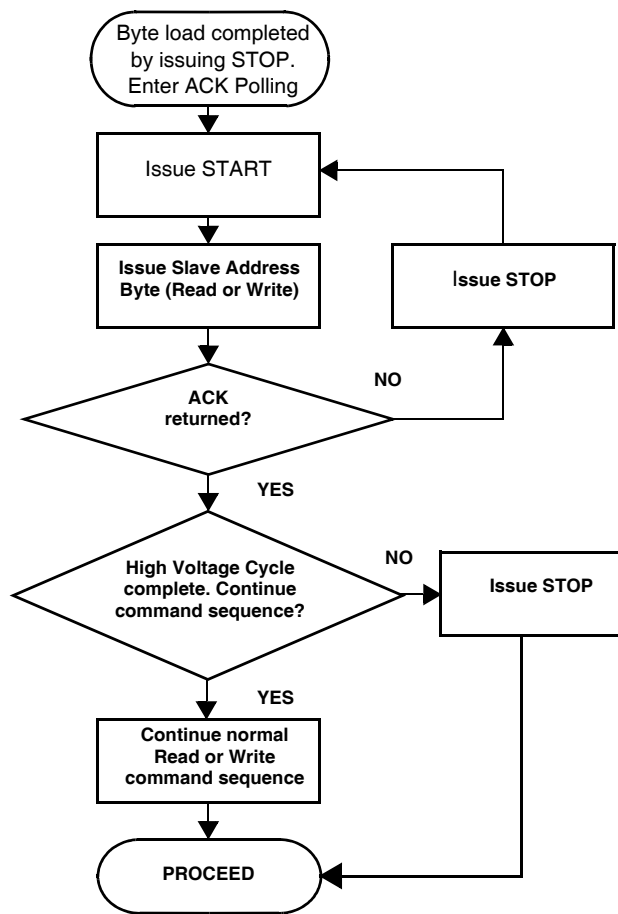 Byte load completed
by issuing STOP.
Enter ACK Polling
Issue START
Issue Slave Address
Byte (Read or Write)
Issue STOP
ACK
returned?
NO
YES
High Voltage Cycle
complete. Continue
command sequence?
NO
Issue STOP
YES
Continue normal
Read or Write
command sequence
PROCEED